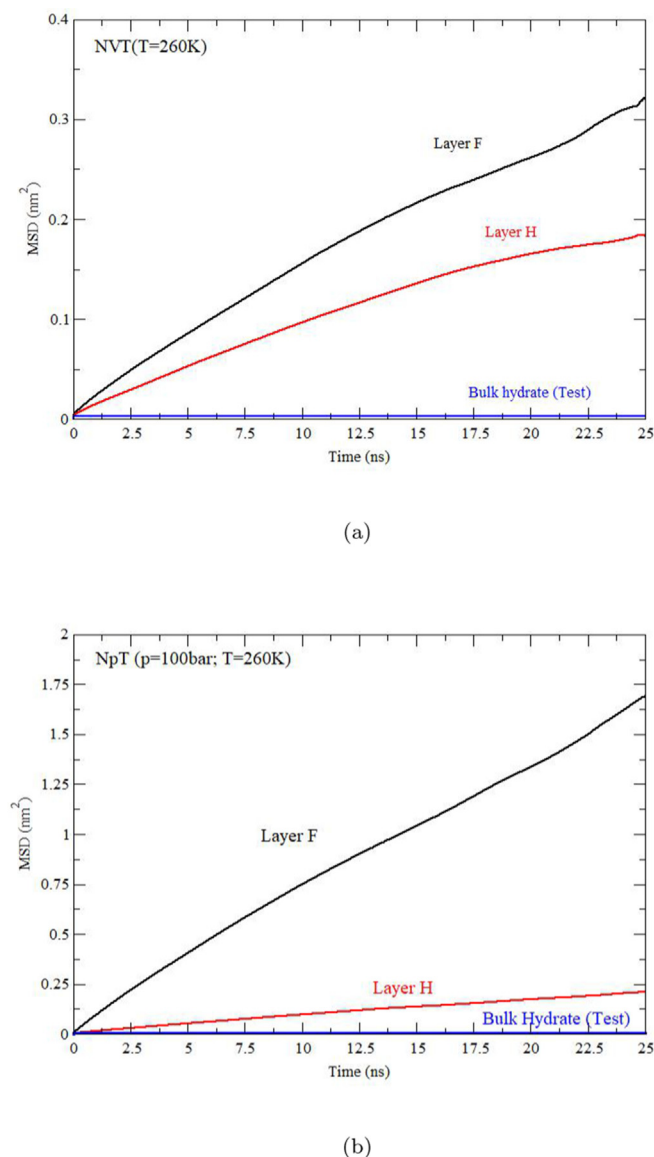 0.4
NVT(T=260K)
Layer F
0.3
MSD (nm²)
0.2
Layer H
0.1
Bulk hydrate (Test)
0
0 2.5 5 7.5 10 12.5 15 17.5 20 22.5 25
Time (ns)
(a)
2
NpT (p=100bar; T=260K)
1.75
1.5
1.25
MSD (nm²)
1
Layer F
0.75
0.5
0.25
Layer H
Bulk Hydrate (Test)
0
0 2.5 5 7.5 10 12.5 15 17.5 20 22.5 25
Time (ns)
(b)